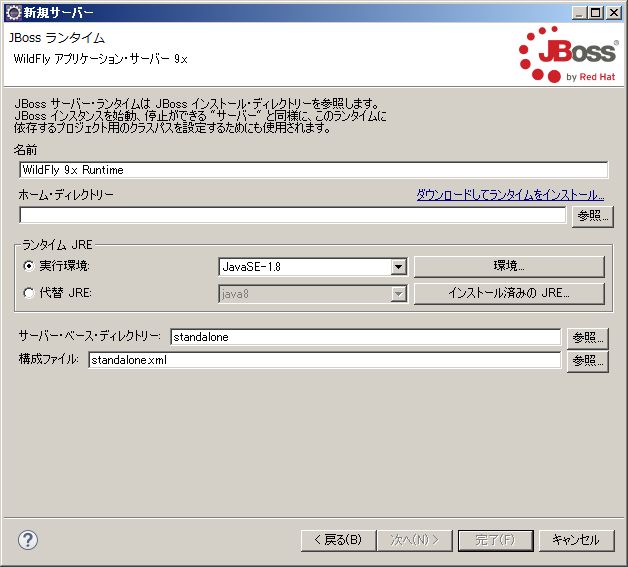 新規サーバー
JBoss ランタイム
WildFly アプリケーション・サーバー 9.x
JBoss
by Red Hat
JBoss サーバー・ランタイムは JBoss インストール・ディレクトリーを参照します。
JBoss インスタンスを始動、停止ができる "サーバー" と同様に、このランタイムに
依存するプロジェクト用のクラスパスを設定するためにも使用されます。
名前
WildFly 9.x Runtime
ホーム・ディレクトリー ダウンロードしてランタイムをインストール...
参照...
ランタイム JRE
実行環境: JavaSE-1.8 環境...
代替 JRE: java8 インストール済みの JRE...
サーバー・ベース・ディレクトリー: standalone 参照...
構成ファイル: standalone.xml 参照...
? < 戻る(B) 次へ(N) > 完了(F) キャンセル